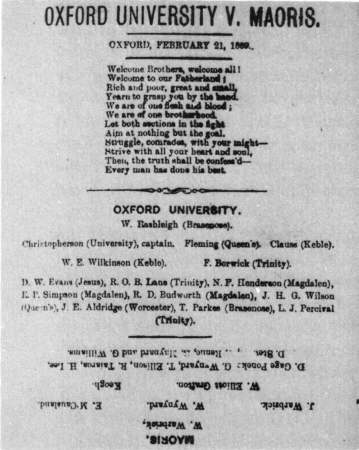 OXFORD UNIVERSITY V. MAORIS.
OXFORD, FEBRUARY 21, 1889.
Welcome Brothers, welcome all!
Welcome to our Fatherland;
Rich and poor, great and small,
Yearn to grasp you by the hand.
We are of one flesh and blood;
We are of one brotherhood.
Let both sections in the fight
Aim at nothing but the goal.
Struggle, comrades, with your might—
Strive with all your heart and soul,
Then, the truth shall be confess'd—
Every man has done his best.
OXFORD UNIVERSITY.
W. Rashleigh (Brasenose).
Christopherson (University), captain. Fleming (Queen's). Clauss (Keble).
W. E. Wilkinson (Keble). F. Borwick (Trinity).
D. W. Evans (Jesus), R. O. B. Lane (Trinity), N. F. Henderson (Magdalen),
E. P. Simpson (Magdalen), R. D. Budworth (Magdalen), J. H. G. Wilson
(Queen's), J. E. Aldridge (Worcester), T. Parkes (Brasenose), L. J. Percival
(Trinity).
D. Stew Rene, Maynard and G. Williams.
D. Gage Poneke G. Wynyard, T. Ellison, R. Taiaroa, H. Lee,
W. Elliott Grafton. Keogh.
J. Warbrick. W. Wynyard. E. M'Causland.
W. Warbrick.
MAORIS.